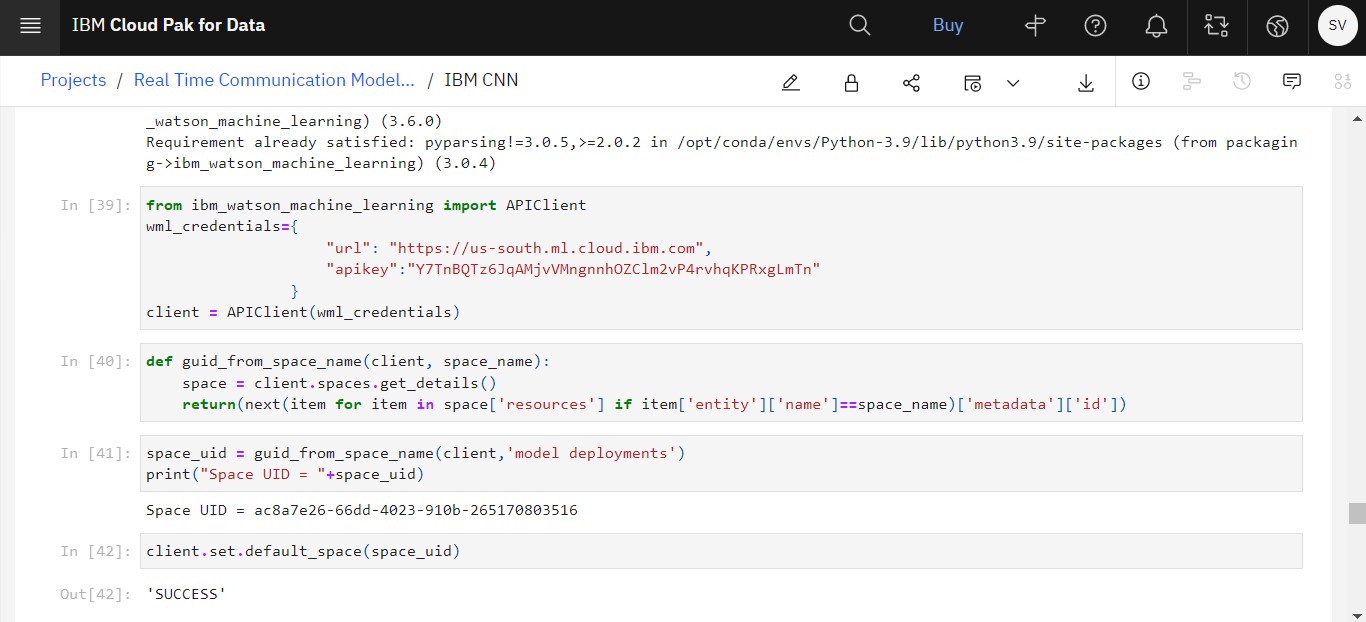 IBM Cloud Pak for Data
Buy
SV
Projects / Real Time Communication Model... / IBM CNN
_watson_machine_learning) (3.6.0)
Requirement already satisfied: pyparsing!=3.0.5,>=2.0.2 in /opt/conda/envs/Python-3.9/lib/python3.9/site-packages (from packagin
g->ibm_watson_machine_learning) (3.0.4)
In [39]: from ibm_watson_machine_learning import APIClient
wml_credentials={
"url": "https://us-south.ml.cloud.ibm.com",
"apikey":"Y7TnBQTz6JqAMjvVMngnnhOZClm2vP4rvhqKPRxgLmTn"
}
client = APIClient(wml_credentials)
In [40]: def guid_from_space_name(client, space_name):
space = client.spaces.get_details()
return(next(item for item in space['resources'] if item['entity']['name']==space_name)['metadata']['id'])
In [41]: space_uid = guid_from_space_name(client,'model deployments')
print("Space UID = "+space_uid)
Space UID = ac8a7e26-66dd-4023-910b-265170803516
In [42]: client.set.default_space(space_uid)
Out[42]: 'SUCCESS'